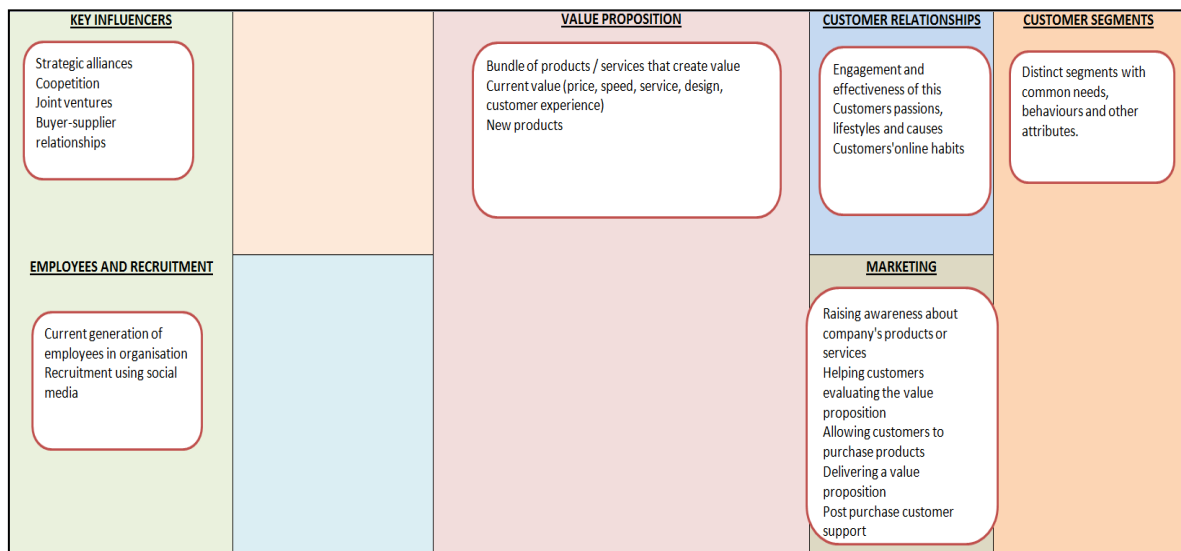 KEY INFLUENCERS
Strategic alliances
Coopetition
Joint ventures
Buyer-supplier
relationships
EMPLOYEES AND RECRUITMENT
Current generation of
employees in organisation
Recruitment using social
media
VALUE PROPOSITION
Bundle of products / services that create value
Current value (price, speed, service, design,
customer experience)
New products
CUSTOMER RELATIONSHIPS
Engagement and
effectiveness of this
Customers passions,
lifestyles and causes
Customers'online habits
MARKETING
Raising awareness about
company's products or
services
Helping customers
evaluating the value
proposition
Allowing customers to
purchase products
Delivering a value
proposition
Post purchase customer
support
CUSTOMER SEGMENTS
Distinct segments with
common needs,
behaviours and other
attributes.